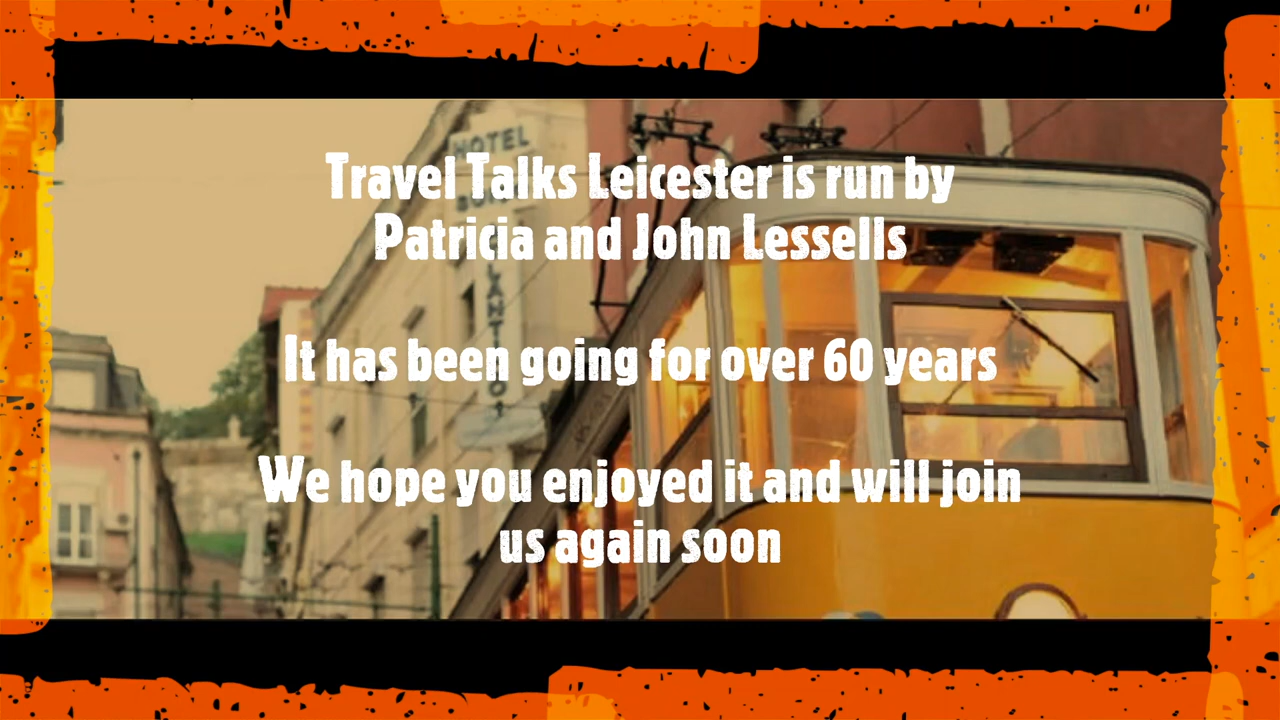 Travel Talks Leicester is run by
Patricia and John Lessells
It has been going for over 60 years
We hope you enjoyed it and will join
us again soon
HOTEL